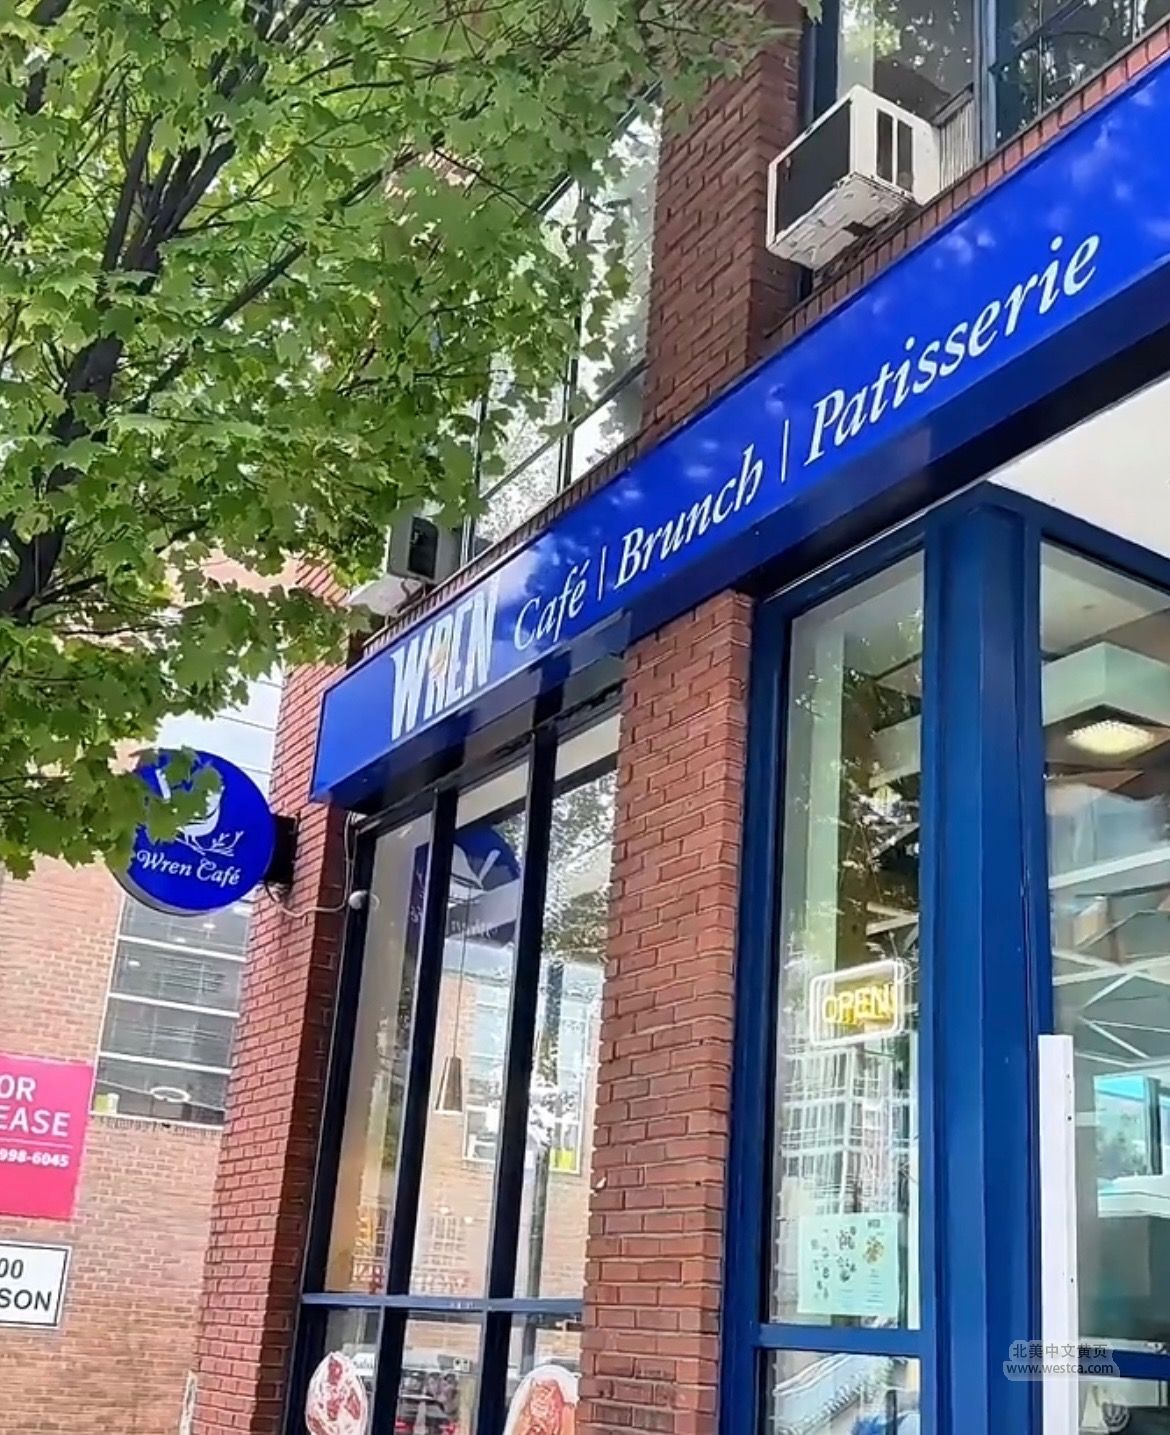 WREN Café | Brunch | Patisserie
Wren Café
OPEN
OR
EASE
998-6045
00
SON
北美中文黄页
www.westca.com